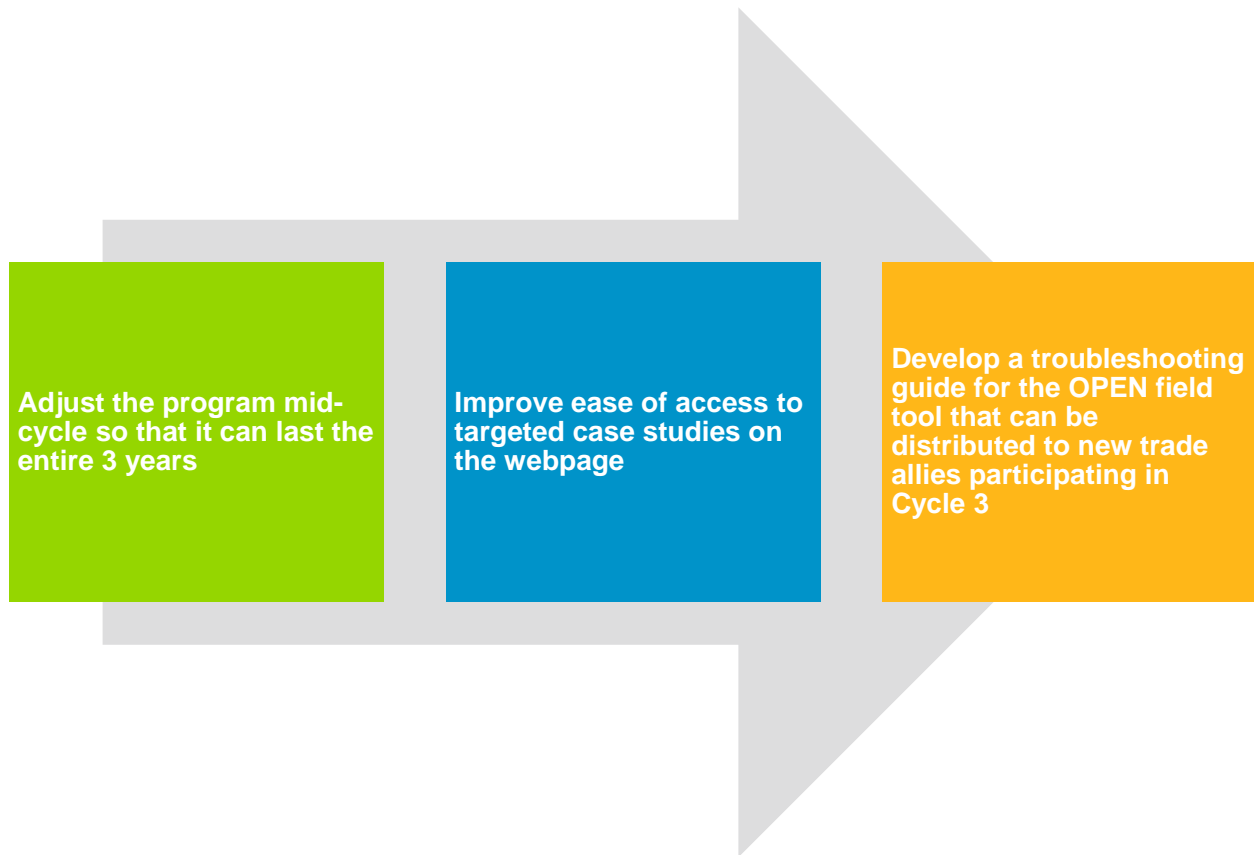 Adjust the program mid-
cycle so that it can last the
entire 3 years
Improve ease of access to
targeted case studies on
the webpage
Develop a troubleshooting
guide for the OPEN field
tool that can be
distributed to new trade
allies participating in
Cycle 3